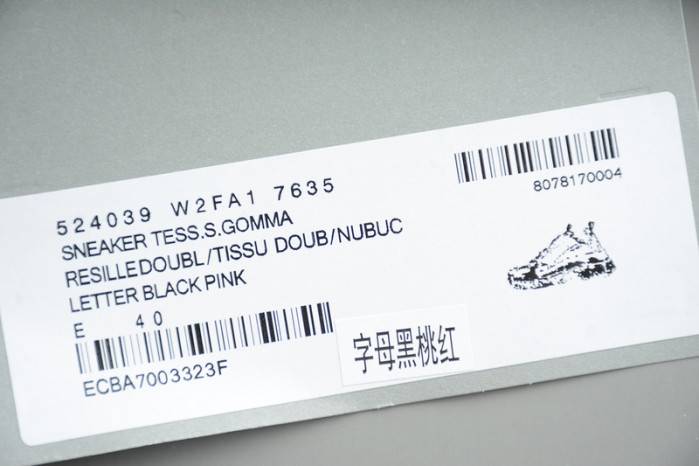 524039 W2FA1 7635
SNEAKER TESS.S.GOMMA
RESILLEDOUBL/TISSU DOUB/NUBUC
LETTER BLACK PINK
E 40
ECBA7003323F
8078170004
字母黑桃红